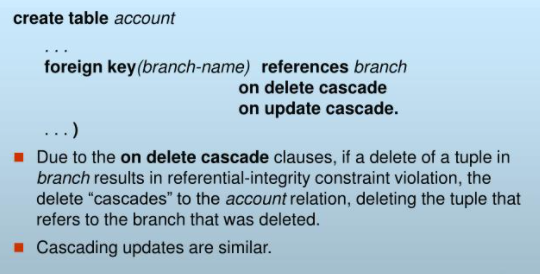 create table account
. . .
foreign key(branch-name) references branch
on delete cascade
on update cascade.
. . . )
Due to the on delete cascade clauses, if a delete of a tuple in
branch results in referential-integrity constraint violation, the
delete “cascades” to the account relation, deleting the tuple that
refers to the branch that was deleted.
Cascading updates are similar.